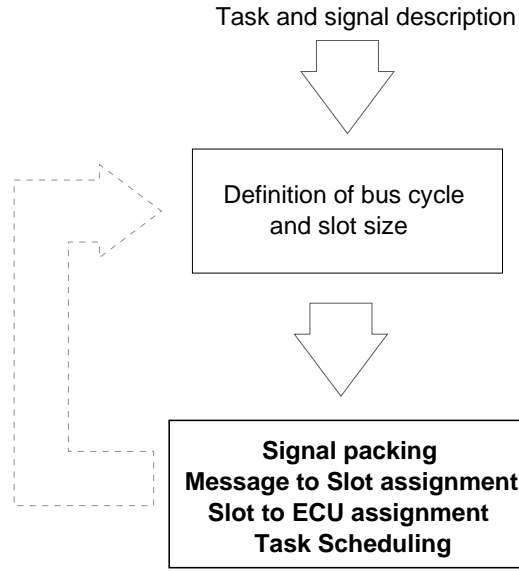 Task and signal description
Definition of bus cycle
and slot size
Signal packing
Message to Slot assignment
Slot to ECU assignment
Task Scheduling